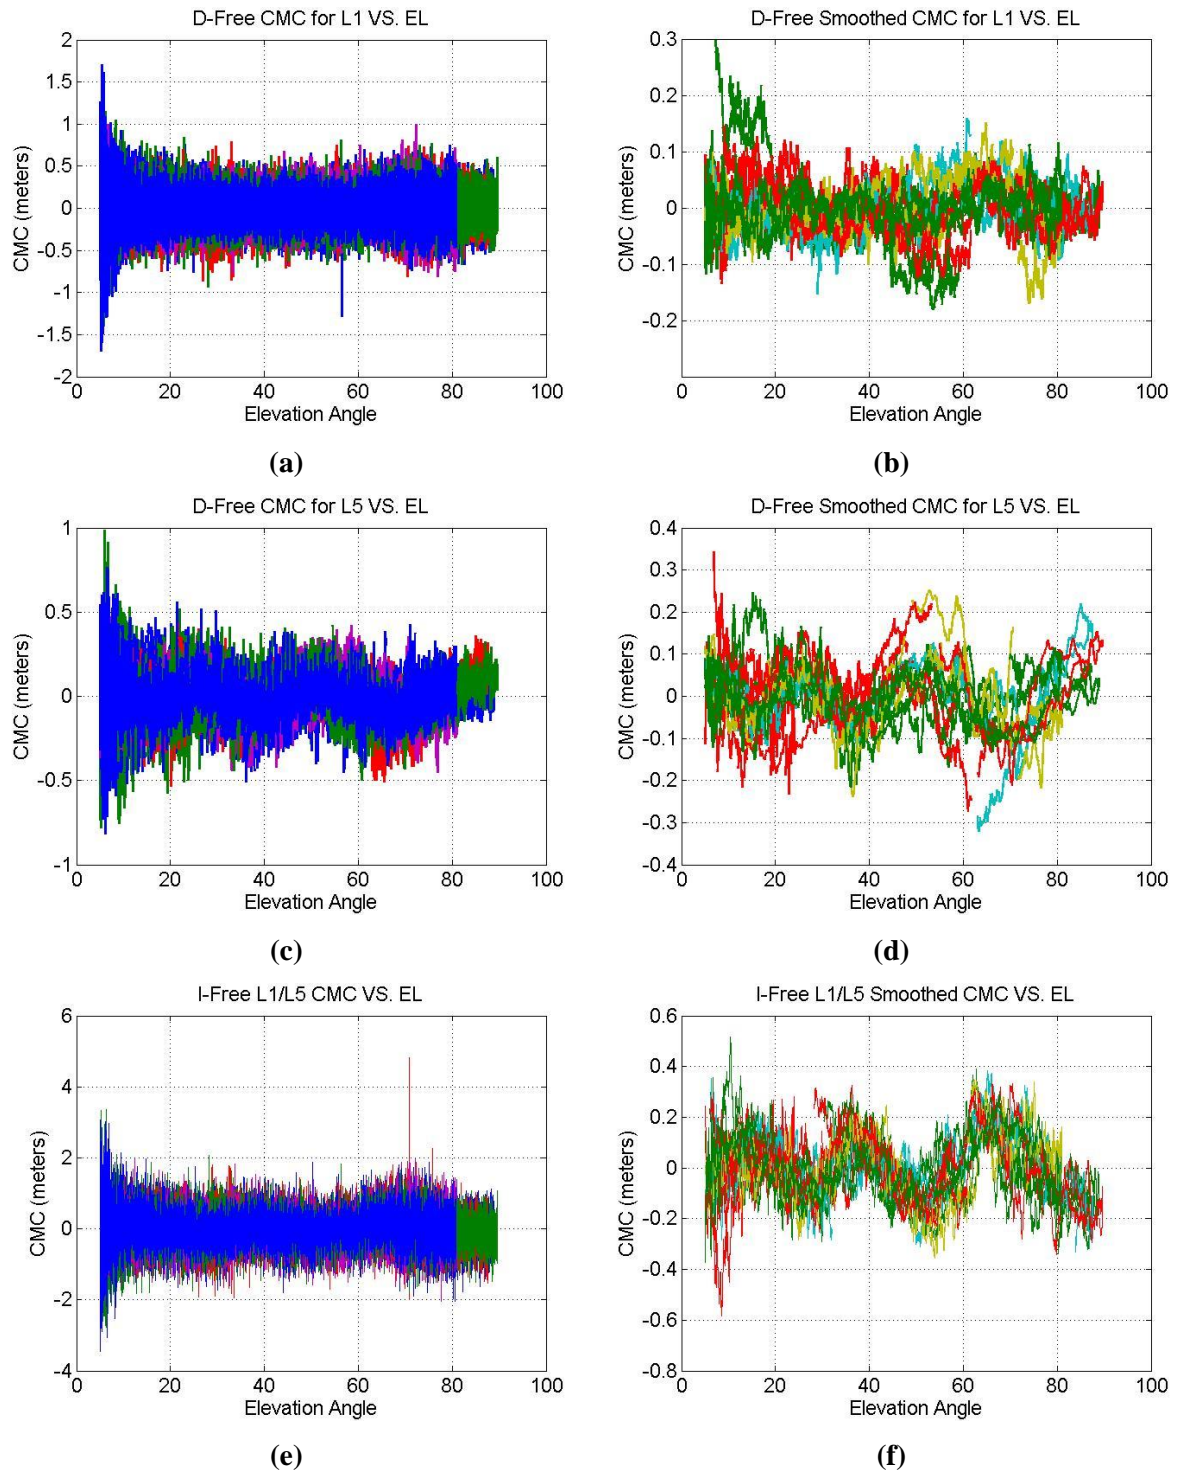 D-Free CMC for L1 VS. EL
CMC (meters)
2
1.5
1
0.5
0
-0.5
-1
-1.5
-2
0 20 40 60 80 100
Elevation Angle
(a)
D-Free Smoothed CMC for L1 VS. EL
CMC (meters)
0.3
0.2
0.1
0
-0.1
-0.2
0 20 40 60 80 100
Elevation Angle
(b)
D-Free CMC for L5 VS. EL
CMC (meters)
1
0.5
0
-0.5
-1
0 20 40 60 80 100
Elevation Angle
(c)
D-Free Smoothed CMC for L5 VS. EL
CMC (meters)
0.4
0.3
0.2
0.1
0
-0.1
-0.2
-0.3
-0.4
0 20 40 60 80 100
Elevation Angle
(d)
I-Free L1/L5 CMC VS. EL
CMC (meters)
6
4
2
0
-2
-4
0 20 40 60 80 100
Elevation Angle
(e)
I-Free L1/L5 Smoothed CMC VS. EL
CMC (meters)
0.6
0.4
0.2
0
-0.2
-0.4
-0.6
-0.8
0 20 40 60 80 100
Elevation Angle
(f)